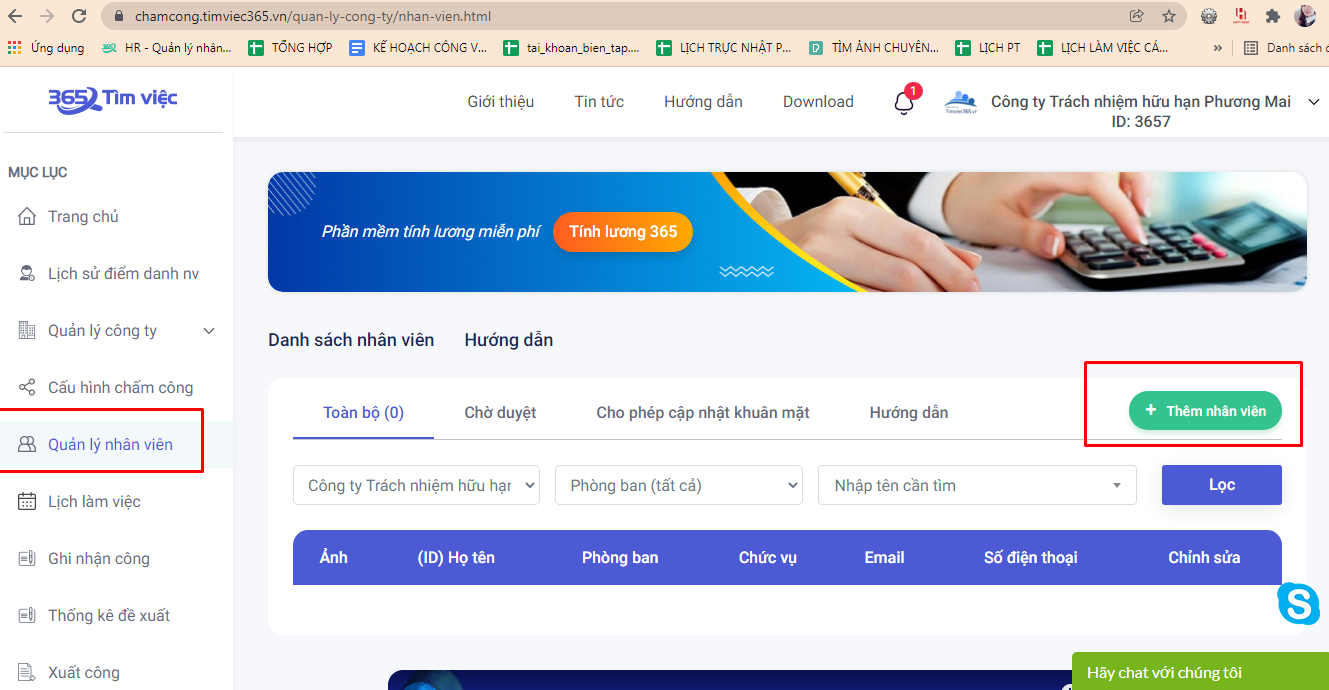 chamcong.timviec365.vn/quan-ly-cong-ty/nhan-vien.html
Ứng dụng
HR - Quản lý nhân...
TỔNG HỢP
KẾ HOẠCH CÔNG V...
tai_khoan_bien_tap....
LỊCH TRỰC NHẬT P...
TÌM ẢNH CHUYÊN...
LỊCH PT
LỊCH LÀM VIỆC CÁ...
»
Danh sách
365 Tìm việc
Giới thiệu
Tin tức
Hướng dẫn
Download
1
Công ty Trách nhiệm hữu hạn Phương Mai
ID: 3657
MỤC LỤC
Trang chủ
Lịch sử điểm danh nv
Quản lý công ty
Cấu hình chấm công
Quản lý nhân viên
Lịch làm việc
Ghi nhận công
Thống kê đề xuất
Xuất công
Phần mềm tính lương miễn phí
Tính lương 365
Danh sách nhân viên
Hướng dẫn
Toàn bộ (0)
Chờ duyệt
Cho phép cập nhật khuân mặt
Hướng dẫn
+ Thêm nhân viên
Công ty Trách nhiệm hữu hạn
Phòng ban (tất cả)
Nhập tên cần tìm
Lọc
Ảnh
(ID) Họ tên
Phòng ban
Chức vụ
Email
Số điện thoại
Chỉnh sửa
S
Hãy chat với chúng tôi